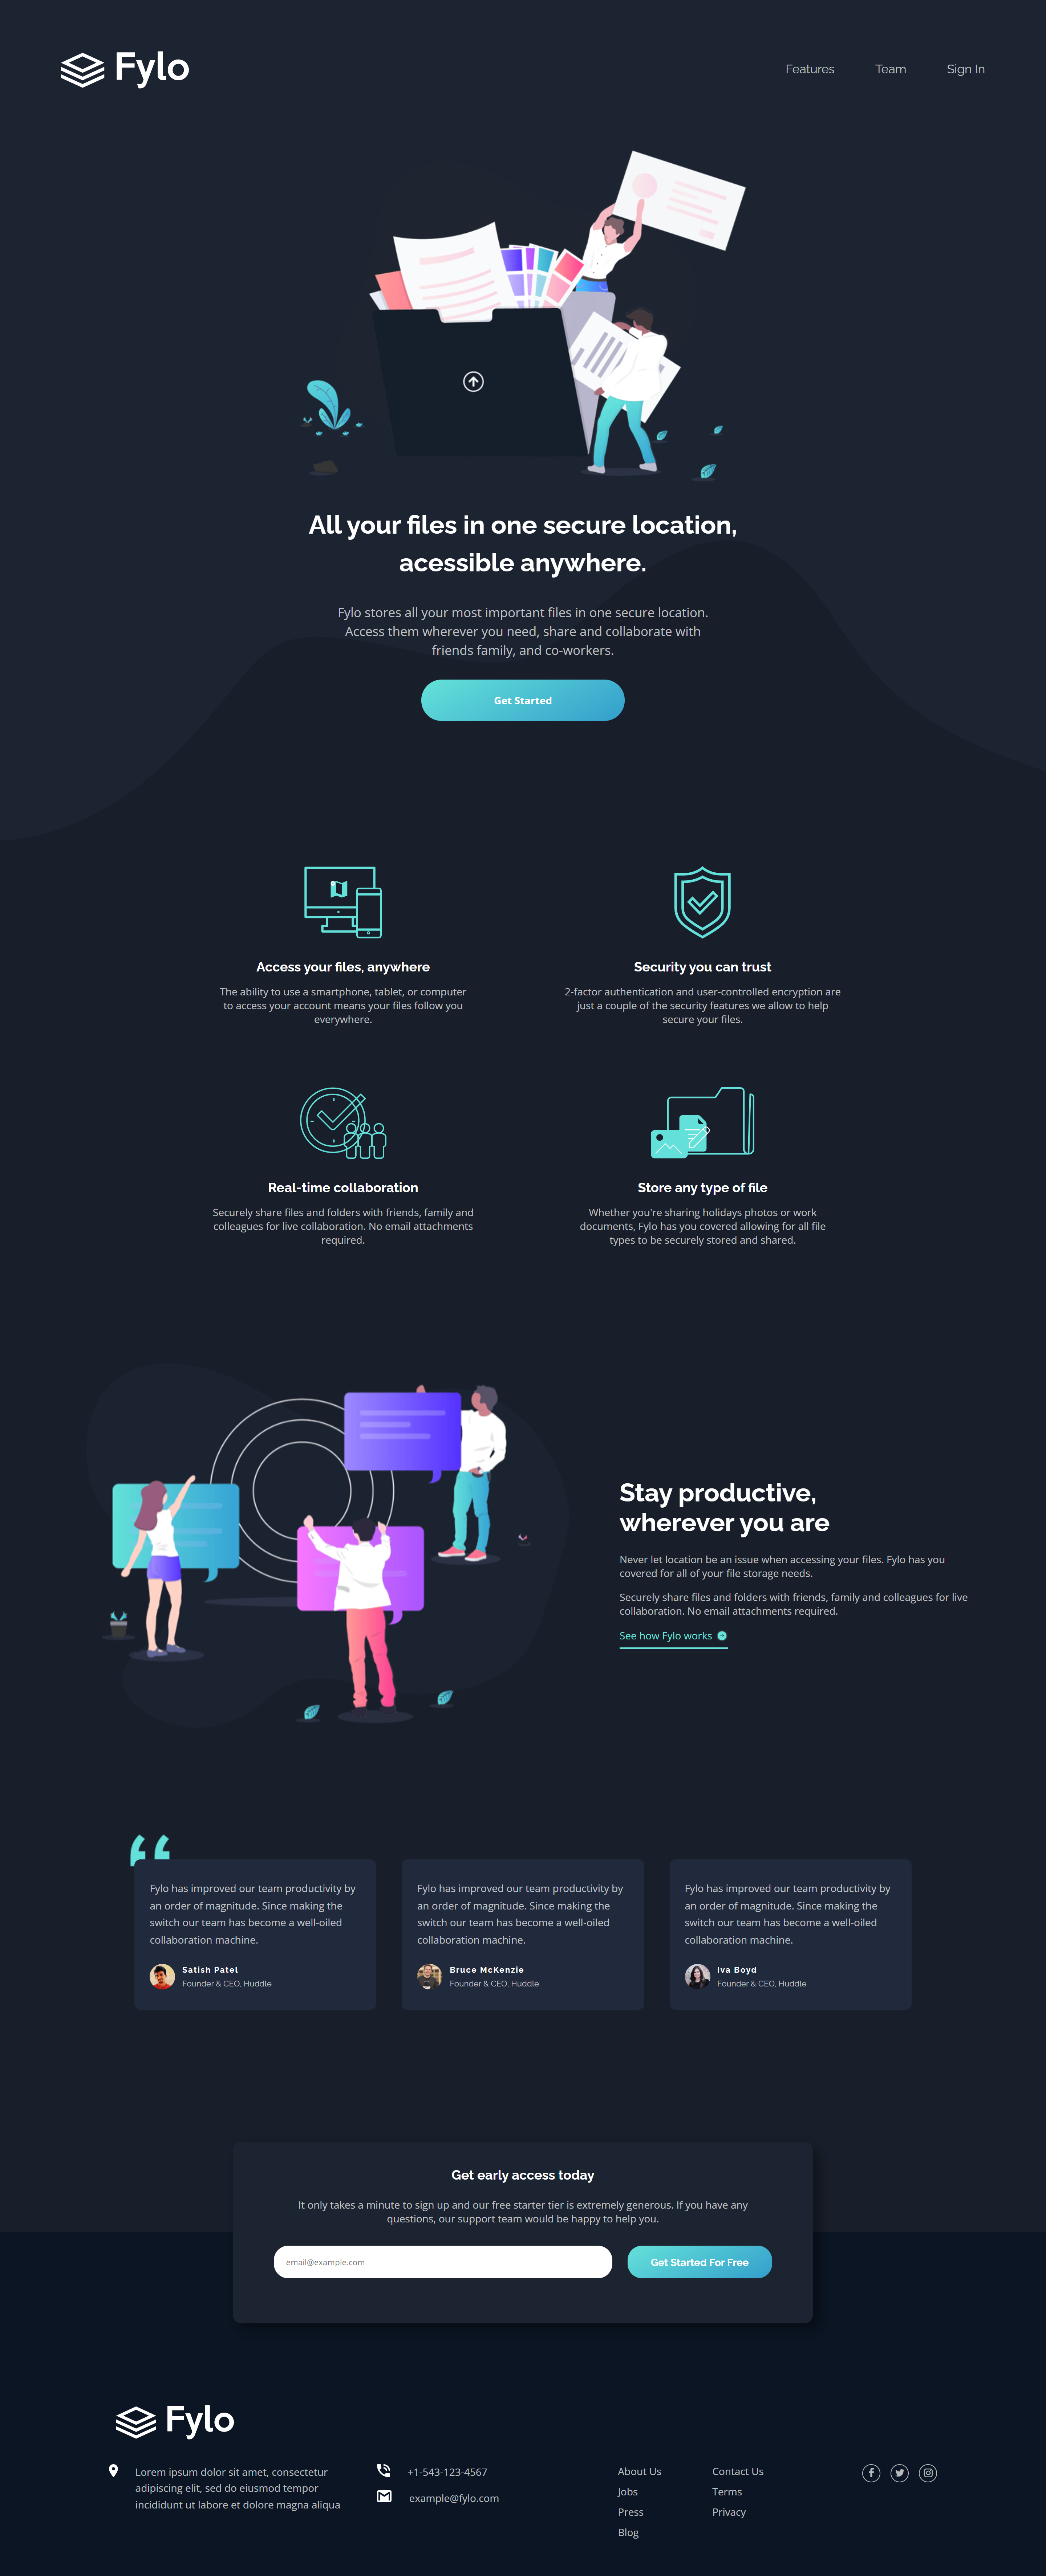 Fylo
Features Team Sign In
All your files in one secure location,
acessible anywhere.
Fylo stores all your most important files in one secure location.
Access them wherever you need, share and collaborate with
friends family, and co-workers.
Get Started
Access your files, anywhere
The ability to use a smartphone, tablet, or computer
to access your account means your files follow you
everywhere.
Security you can trust
2-factor authentication and user-controlled encryption are
just a couple of the security features we allow to help
secure your files.
Real-time collaboration
Securely share files and folders with friends, family and
colleagues for live collaboration. No email attachments
required.
Store any type of file
Whether you're sharing holidays photos or work
documents, Fylo has you covered allowing for all file
types to be securely stored and shared.
Stay productive,
wherever you are
Never let location be an issue when accessing your files. Fylo has you
covered for all of your file storage needs.
Securely share files and folders with friends, family and colleagues for live
collaboration. No email attachments required.
See how Fylo works
Fylo has improved our team productivity by
an order of magnitude. Since making the
switch our team has become a well-oiled
collaboration machine.
Satish Patel
Founder & CEO, Huddle
Fylo has improved our team productivity by
an order of magnitude. Since making the
switch our team has become a well-oiled
collaboration machine.
Bruce McKenzie
Founder & CEO, Huddle
Fylo has improved our team productivity by
an order of magnitude. Since making the
switch our team has become a well-oiled
collaboration machine.
Iva Boyd
Founder & CEO, Huddle
Get early access today
It only takes a minute to sign up and our free starter tier is extremely generous. If you have any
questions, our support team would be happy to help you.
email@example.com
Get Started For Free
Fylo
Lorem ipsum dolor sit amet, consectetur
adipiscing elit, sed do eiusmod tempor
incididunt ut labore et dolore magna aliqua
+1-543-123-4567
example@fylo.com
About Us
Jobs
Press
Blog
Contact Us
Terms
Privacy